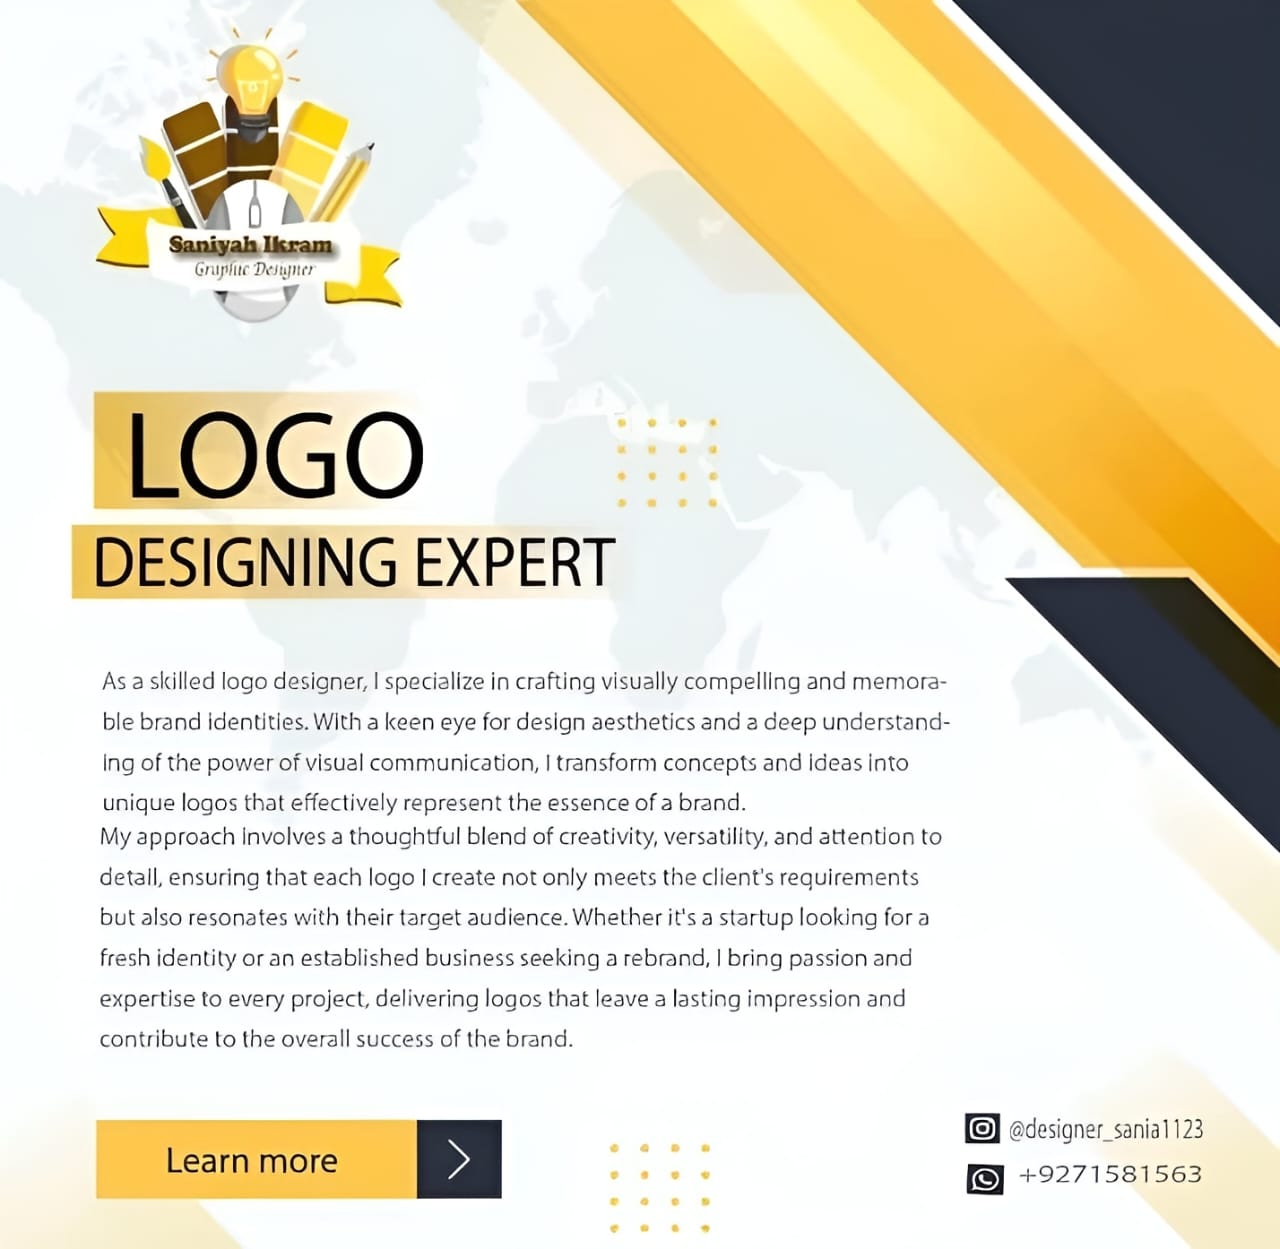 Saniyah Ikram
Graphic Designer
LOGO
DESIGNING EXPERT
As a skilled logo designer, I specialize in crafting visually compelling and memora-
ble brand identities. With a keen eye for design aesthetics and a deep understand-
ing of the power of visual communication, I transform concepts and ideas into
unique logos that effectively represent the essence of a brand.
My approach involves a thoughtful blend of creativity, versatility, and attention to
detail, ensuring that each logo I create not only meets the client's requirements
but also resonates with their target audience. Whether it's a startup looking for a
fresh identity or an established business seeking a rebrand, I bring passion and
expertise to every project, delivering logos that leave a lasting impression and
contribute to the overall success of the brand.
Learn more
@designer_sania1123
+9271581563